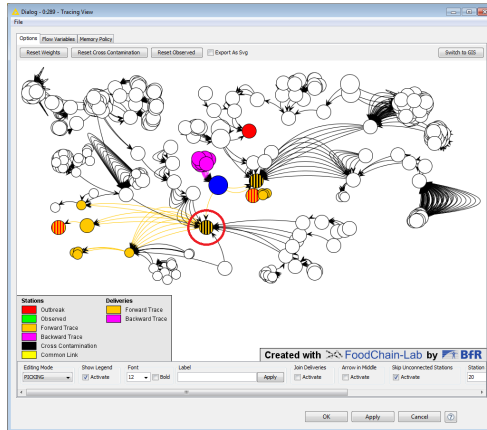 Dialog - 0:289 - Tracing View
File
Options Flow Variables Memory Policy
Reset Weights Reset Cross Contamination Reset Observed Export As Svg Switch to GIS
Stations Deliveries
Outbreak Forward Trace
Observed Backward Trace
Forward Trace
Backward Trace
Cross Contamination
Common Link
Created with FoodChain-Lab by BfR
Editing Mode Show Legend Font Label Join Deliveries Arrow in Middle Skip Unconnected Stations Station
PICKING Activate 12 Bold Apply Activate Activate Activate 20
OK Apply Cancel ?